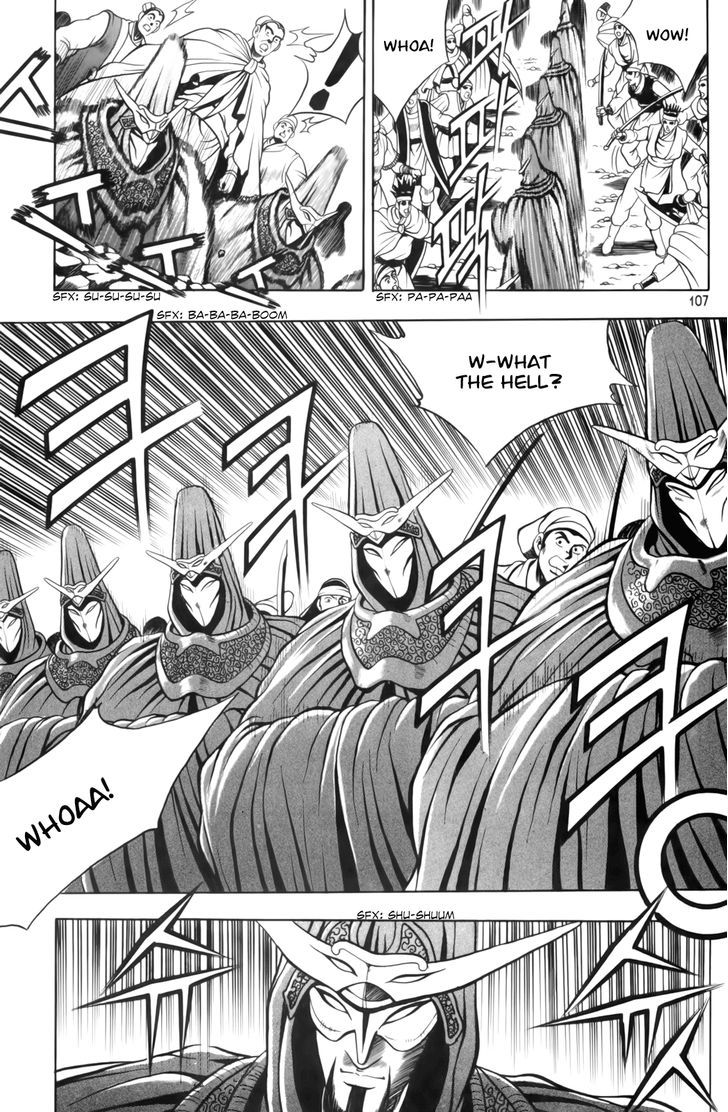 !
SFX: SU-SU-SU-SU
WHOA!
WOW!
SFX: PA-PA-PAA
107
SFX: BA-BA-BA-BOOM
W-WHAT
THE HELL?
WHOAA!
SFX: SHU-SHUUM